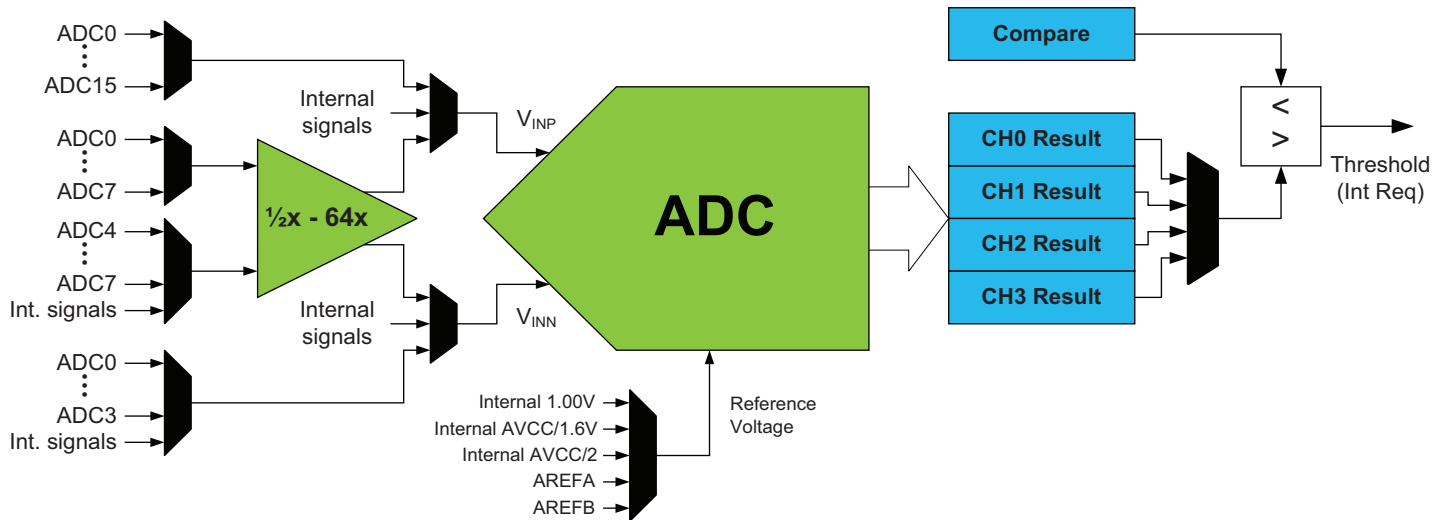 ADC0
ADC15
ADC0
ADC7
ADC4
ADC7
Int. signals
ADC0
ADC3
Int. signals
Internal
signals
½x - 64x
Internal
signals
VINP
VINN
ADC
Internal 1.00V
Internal AVCC/1.6V
Internal AVCC/2
AREFA
AREFB
Reference
Voltage
Compare
CH0 Result
CH1 Result
CH2 Result
CH3 Result
<
>
Threshold
(Int Req)